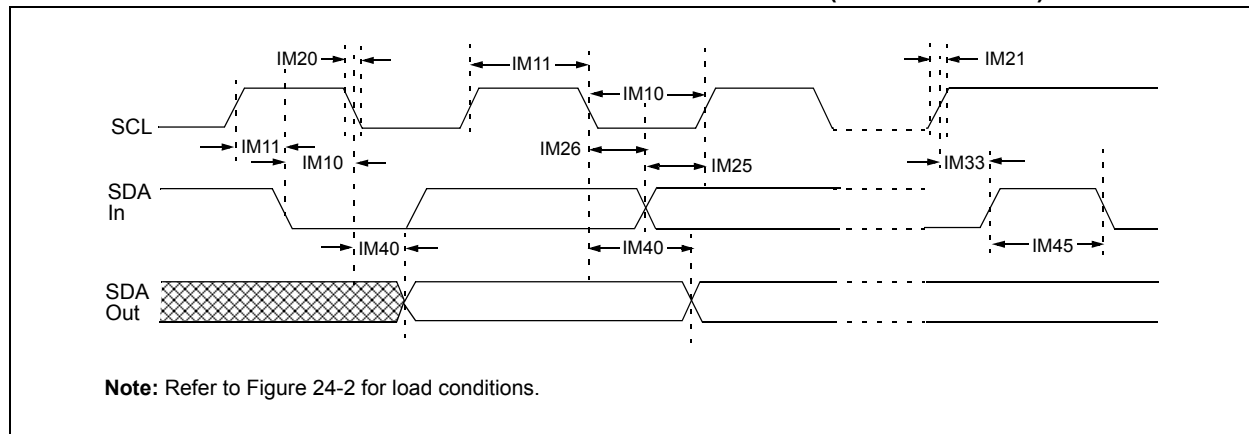 IM20
IM11
IM21
IM10
SCL
IM11
IM10
IM26
IM25
IM33
SDA
In
IM40
IM40
IM45
SDA
Out
Note: Refer to Figure 24-2 for load conditions.